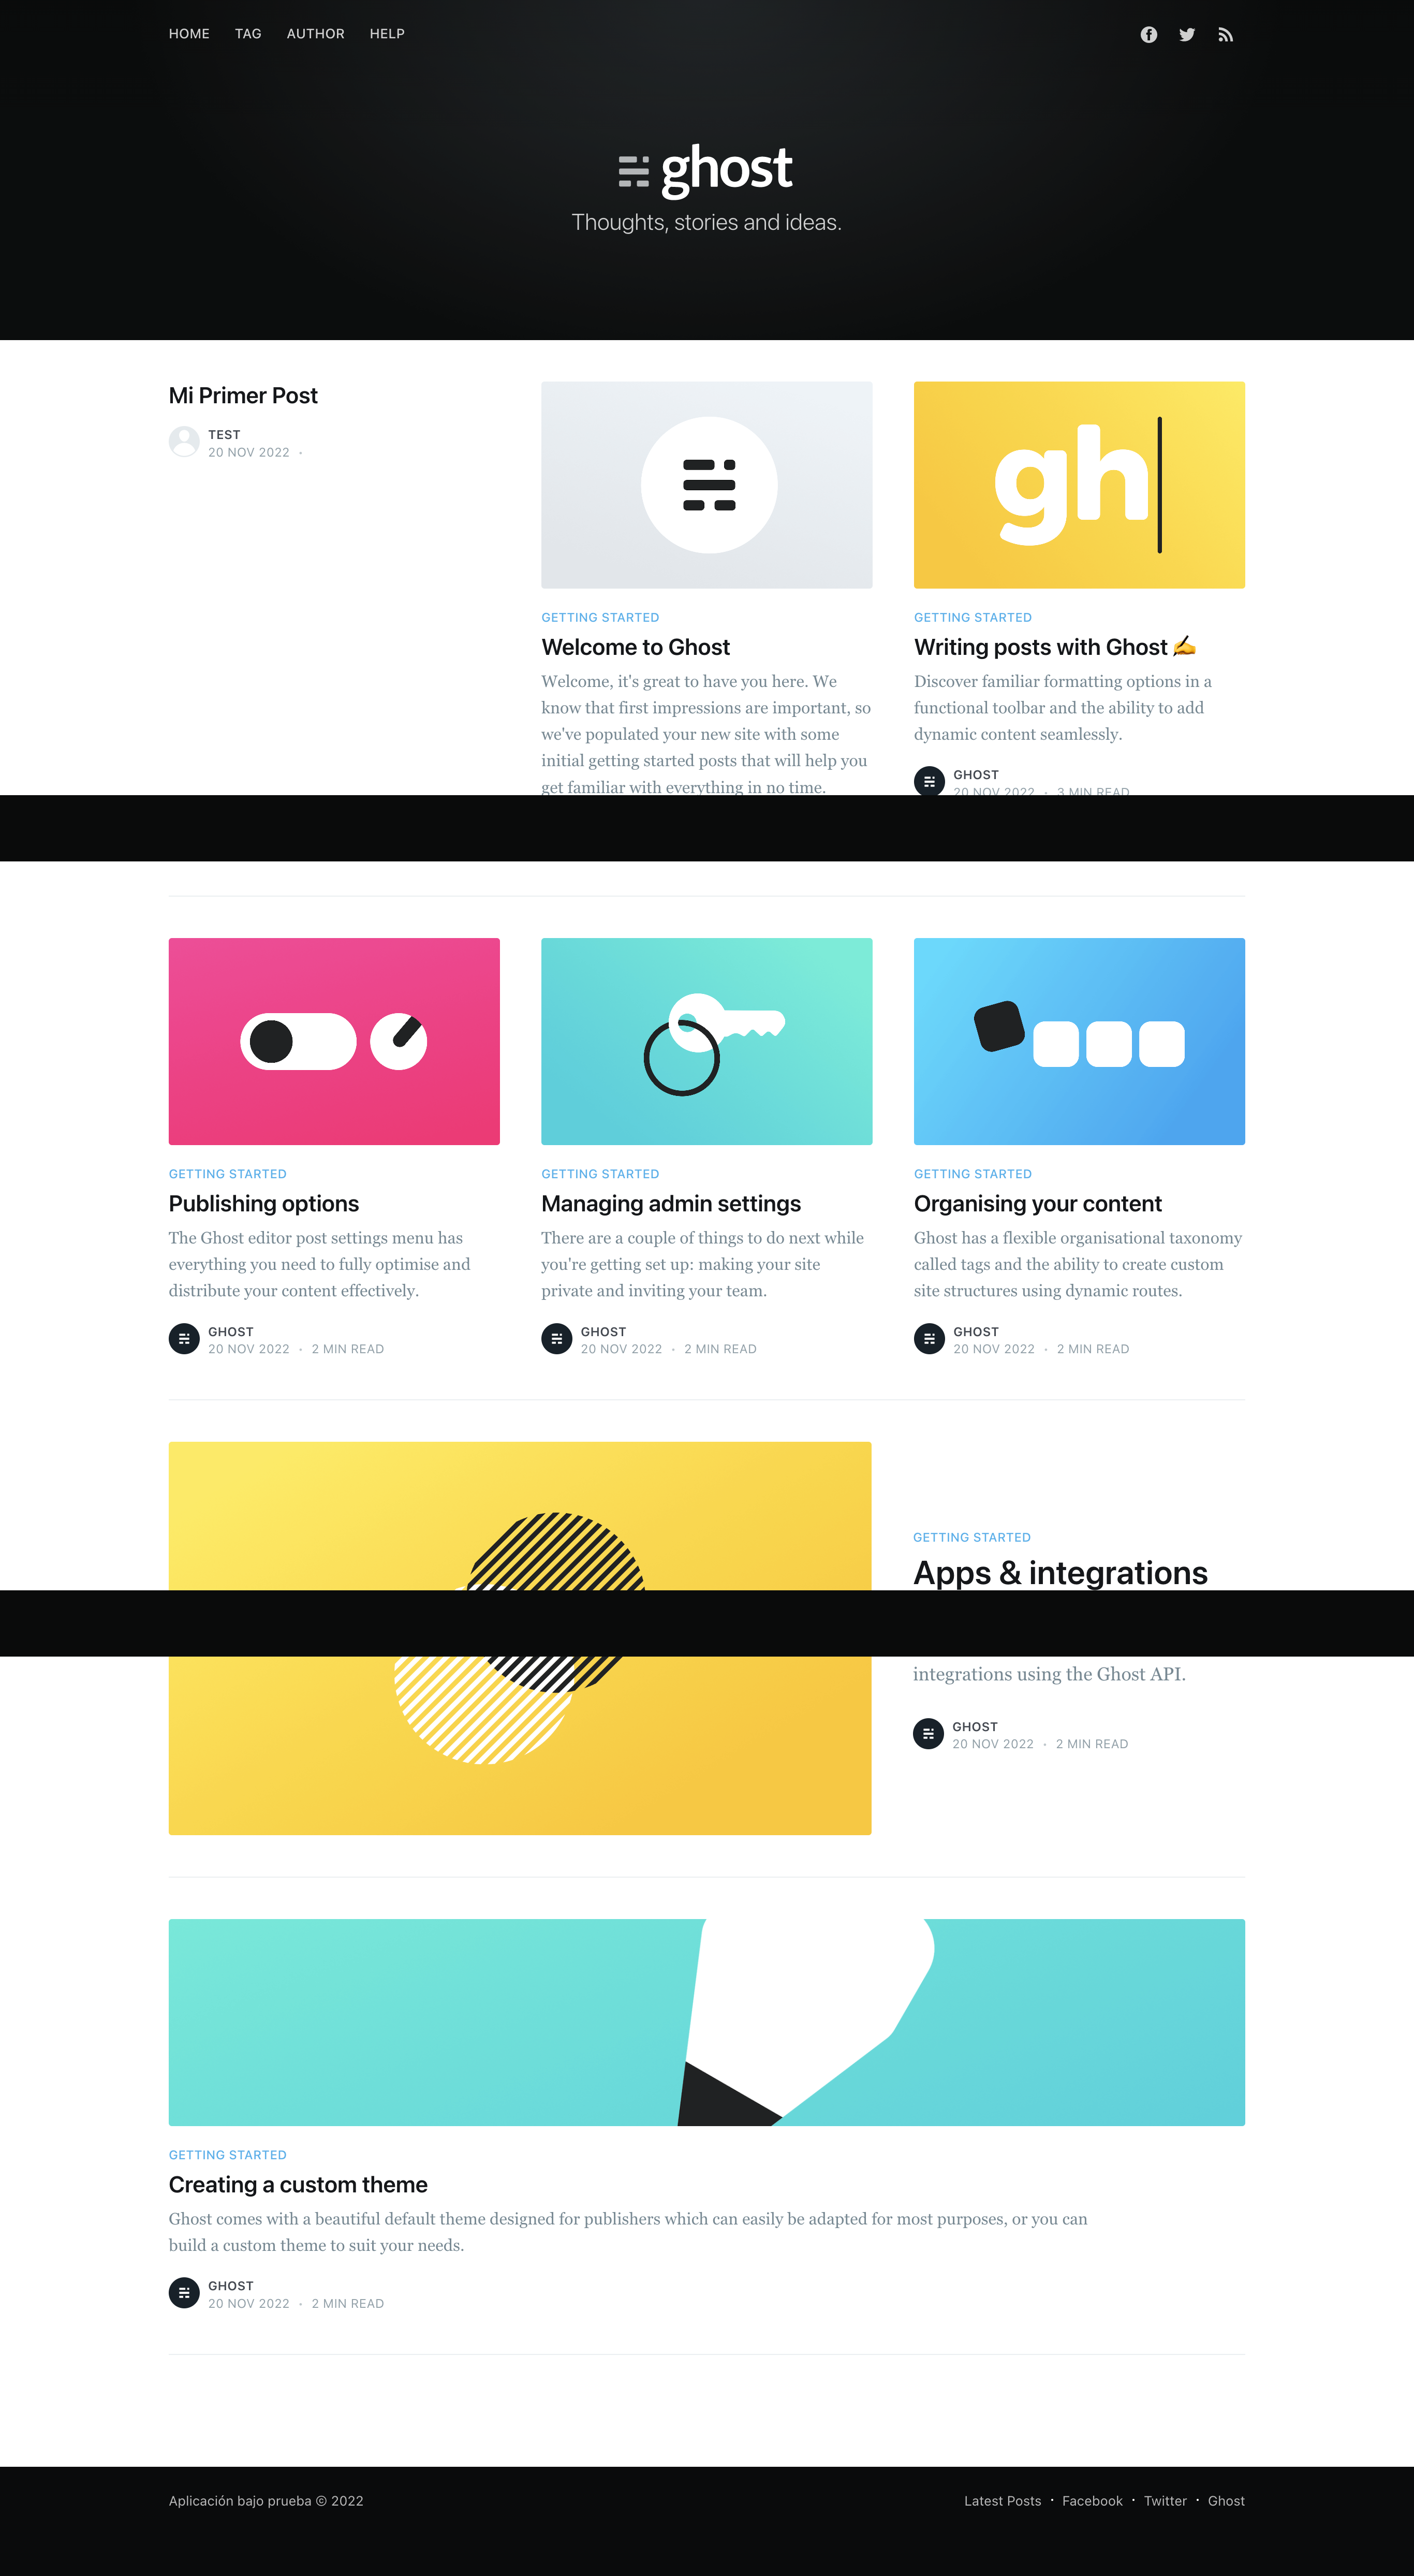 HOME TAG AUTHOR HELP
ghost
Thoughts, stories and ideas.
Mi Primer Post
TEST
20 NOV 2022 •
GETTING STARTED
Welcome to Ghost
Welcome, it's great to have you here. We
know that first impressions are important, so
we've populated your new site with some
initial getting started posts that will help you
get familiar with everything in no time.
gh
GETTING STARTED
Writing posts with Ghost ✍️
Discover familiar formatting options in a
functional toolbar and the ability to add
dynamic content seamlessly.
GHOST
20 NOV 2022 • 3 MIN READ
GETTING STARTED
Publishing options
The Ghost editor post settings menu has
everything you need to fully optimise and
distribute your content effectively.
GHOST
20 NOV 2022 • 2 MIN READ
GETTING STARTED
Managing admin settings
There are a couple of things to do next while
you're getting set up: making your site
private and inviting your team.
GHOST
20 NOV 2022 • 2 MIN READ
GETTING STARTED
Organising your content
Ghost has a flexible organisational taxonomy
called tags and the ability to create custom
site structures using dynamic routes.
GHOST
20 NOV 2022 • 2 MIN READ
GETTING STARTED
Apps & integrations
integrations using the Ghost API.
GHOST
20 NOV 2022 • 2 MIN READ
GETTING STARTED
Creating a custom theme
Ghost comes with a beautiful default theme designed for publishers which can easily be adapted for most purposes, or you can
build a custom theme to suit your needs.
GHOST
20 NOV 2022 • 2 MIN READ
Aplicación bajo prueba © 2022
Latest Posts • Facebook • Twitter • Ghost